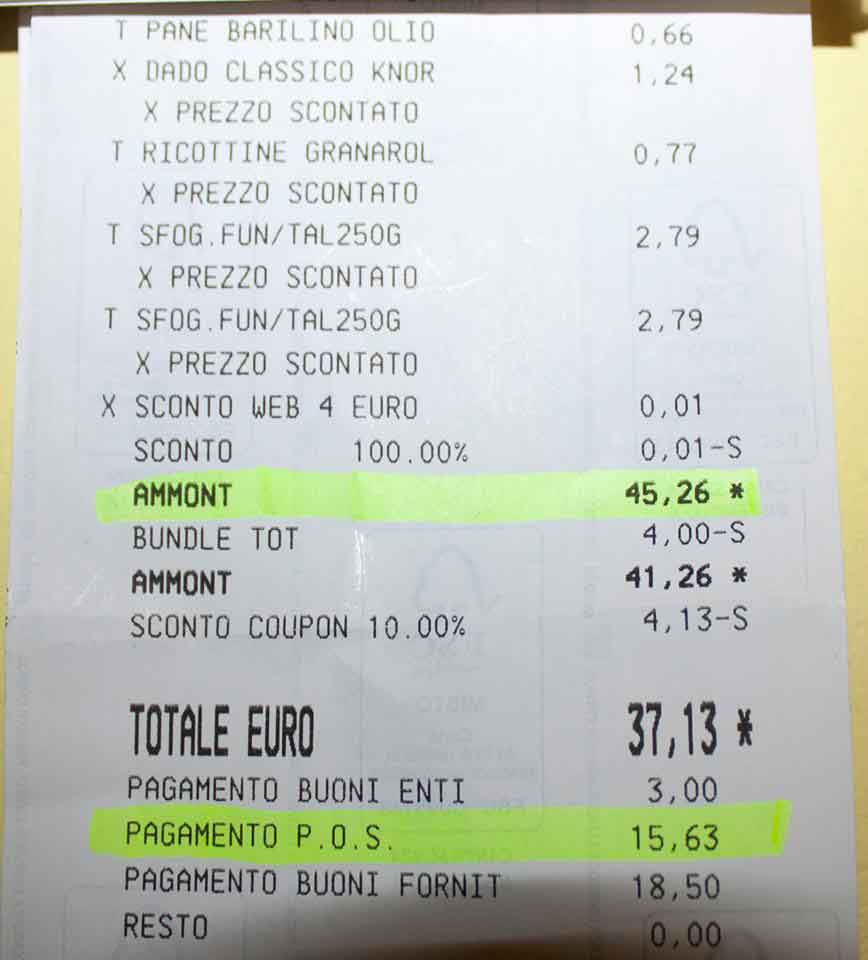 T PANE BARILINO OLIO 0,66
X DADO CLASSICO KNOR 1,24
X PREZZO SCONTATO
T RICOTTINE GRANAROL 0,77
X PREZZO SCONTATO
T SFOG.FUN/TAL250G 2,79
X PREZZO SCONTATO
T SFOG.FUN/TAL250G 2,79
X PREZZO SCONTATO
X SCONTO WEB 4 EURO 0,01
SCONTO 100.00% 0,01-S
AMMONT 45,26 *
BUNDLE TOT 4,00-S
AMMONT 41,26 *
SCONTO COUPON 10.00% 4,13-S
TOTALE EURO 37,13 *
PAGAMENTO BUONI ENTI 3,00
PAGAMENTO P.O.S. 15,63
PAGAMENTO BUONI FORNIT 18,50
RESTO 0,00